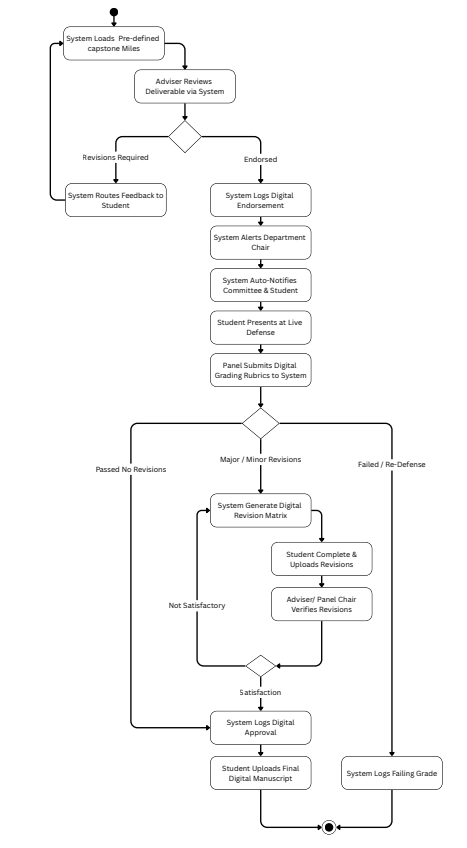 System Loads  Pre-defined
capstone Miles
Adviser Reviews
Deliverable via System
Revisions Required
Endorsed
System Routes Feedback to
Student
System Logs Digital
Endorsement
System Alerts Department
Chair
System Auto-Notifies
Committee & Student
Student Presents at Live
Defense
Panel Submits Digital
Grading Rubrics to System
Passed No Revisions
Major / Minor Revisions
Failed / Re-Defense
System Generate Digital
Revision Matrix
Student Complete &
Uploads Revisions
Adviser/ Panel Chair
Verifies Revisions
Not Satisfactory
Satisfaction
System Logs Digital
Approval
Student Uploads Final
Digital Manuscript
System Logs Failing Grade